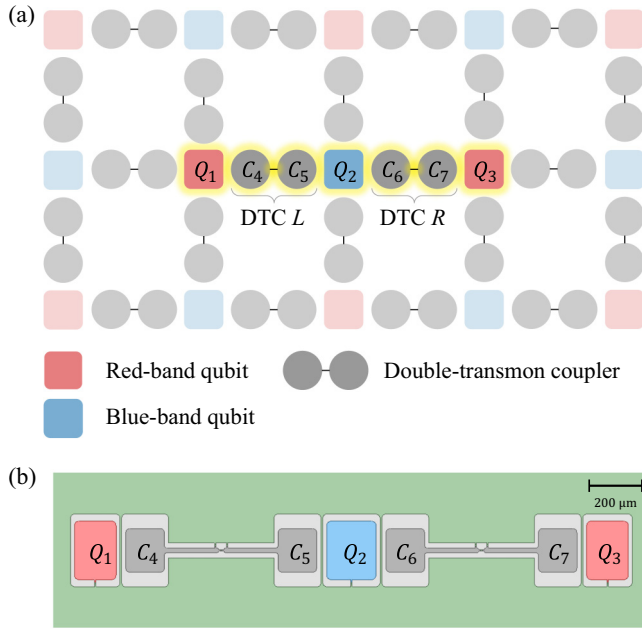 (a)
Q₁ C₄ C₅ Q₂ C₆ C₇ Q₃
DTC L DTC R
Red-band qubit Double-transmon coupler
Blue-band qubit
(b)
200 μm
Q₁ C₄ C₅ Q₂ C₆ C₇ Q₃